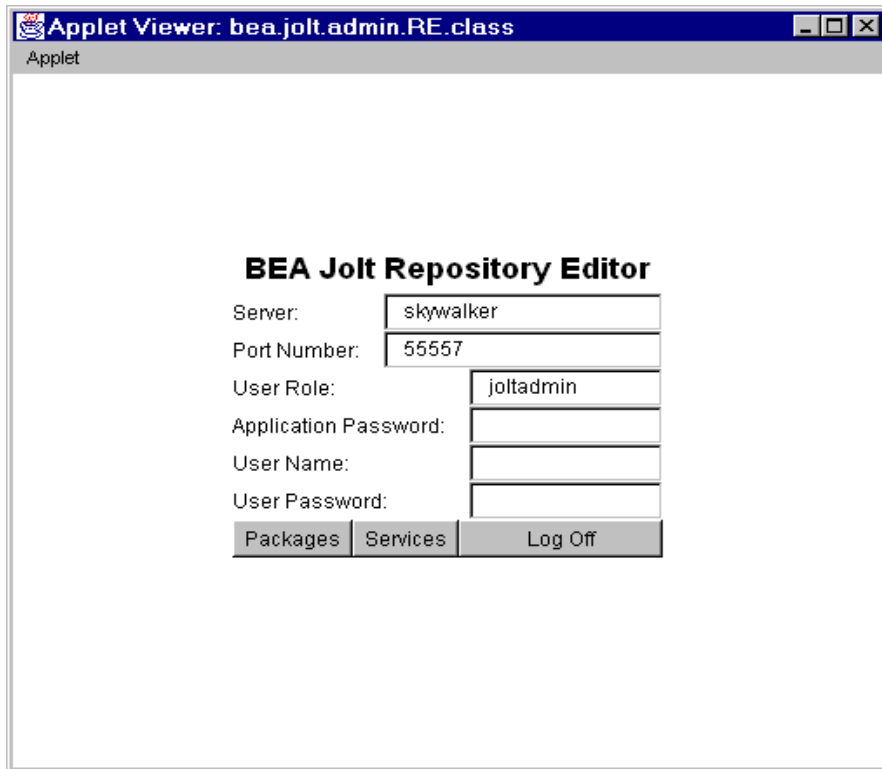 Applet Viewer: bea.jolt.admin.RE.class
Applet
BEA Jolt Repository Editor
Server: skywalker
Port Number: 55557
User Role: joltadmin
Application Password:
User Name:
User Password:
Packages Services Log Off